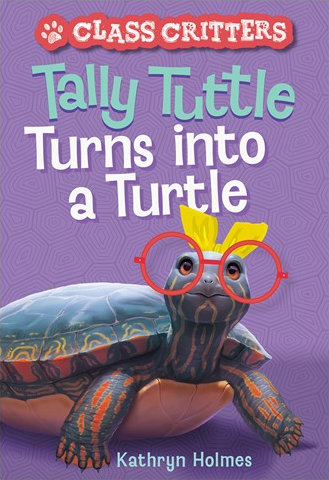 CLASS CRITTERS
Tally Tuttle
Turns into
a Turtle
Kathryn Holmes